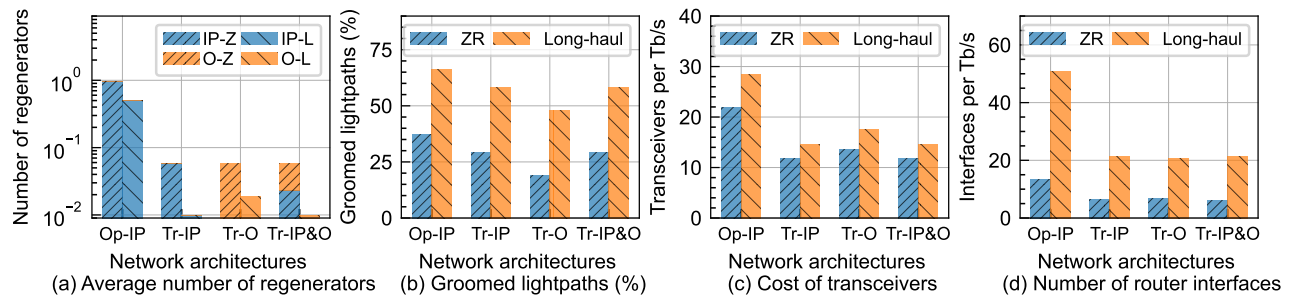 Number of regenerators
10^0
10^-1
10^-2
IP-Z
IP-L
O-Z
O-L
Op-IP Tr-IP Tr-O Tr-IP&O
Network architectures
(a) Average number of regenerators
Groomed lightpaths (%)
75
50
25
0
ZR
Long-haul
Op-IP Tr-IP Tr-O Tr-IP&O
Network architectures
(b) Groomed lightpaths (%)
Transceivers per Tb/s
40
30
20
10
0
ZR
Long-haul
Op-IP Tr-IP Tr-O Tr-IP&O
Network architectures
(c) Cost of transceivers
Interfaces per Tb/s
60
40
20
0
ZR
Long-haul
Op-IP Tr-IP Tr-O Tr-IP&O
Network architectures
(d) Number of router interfaces